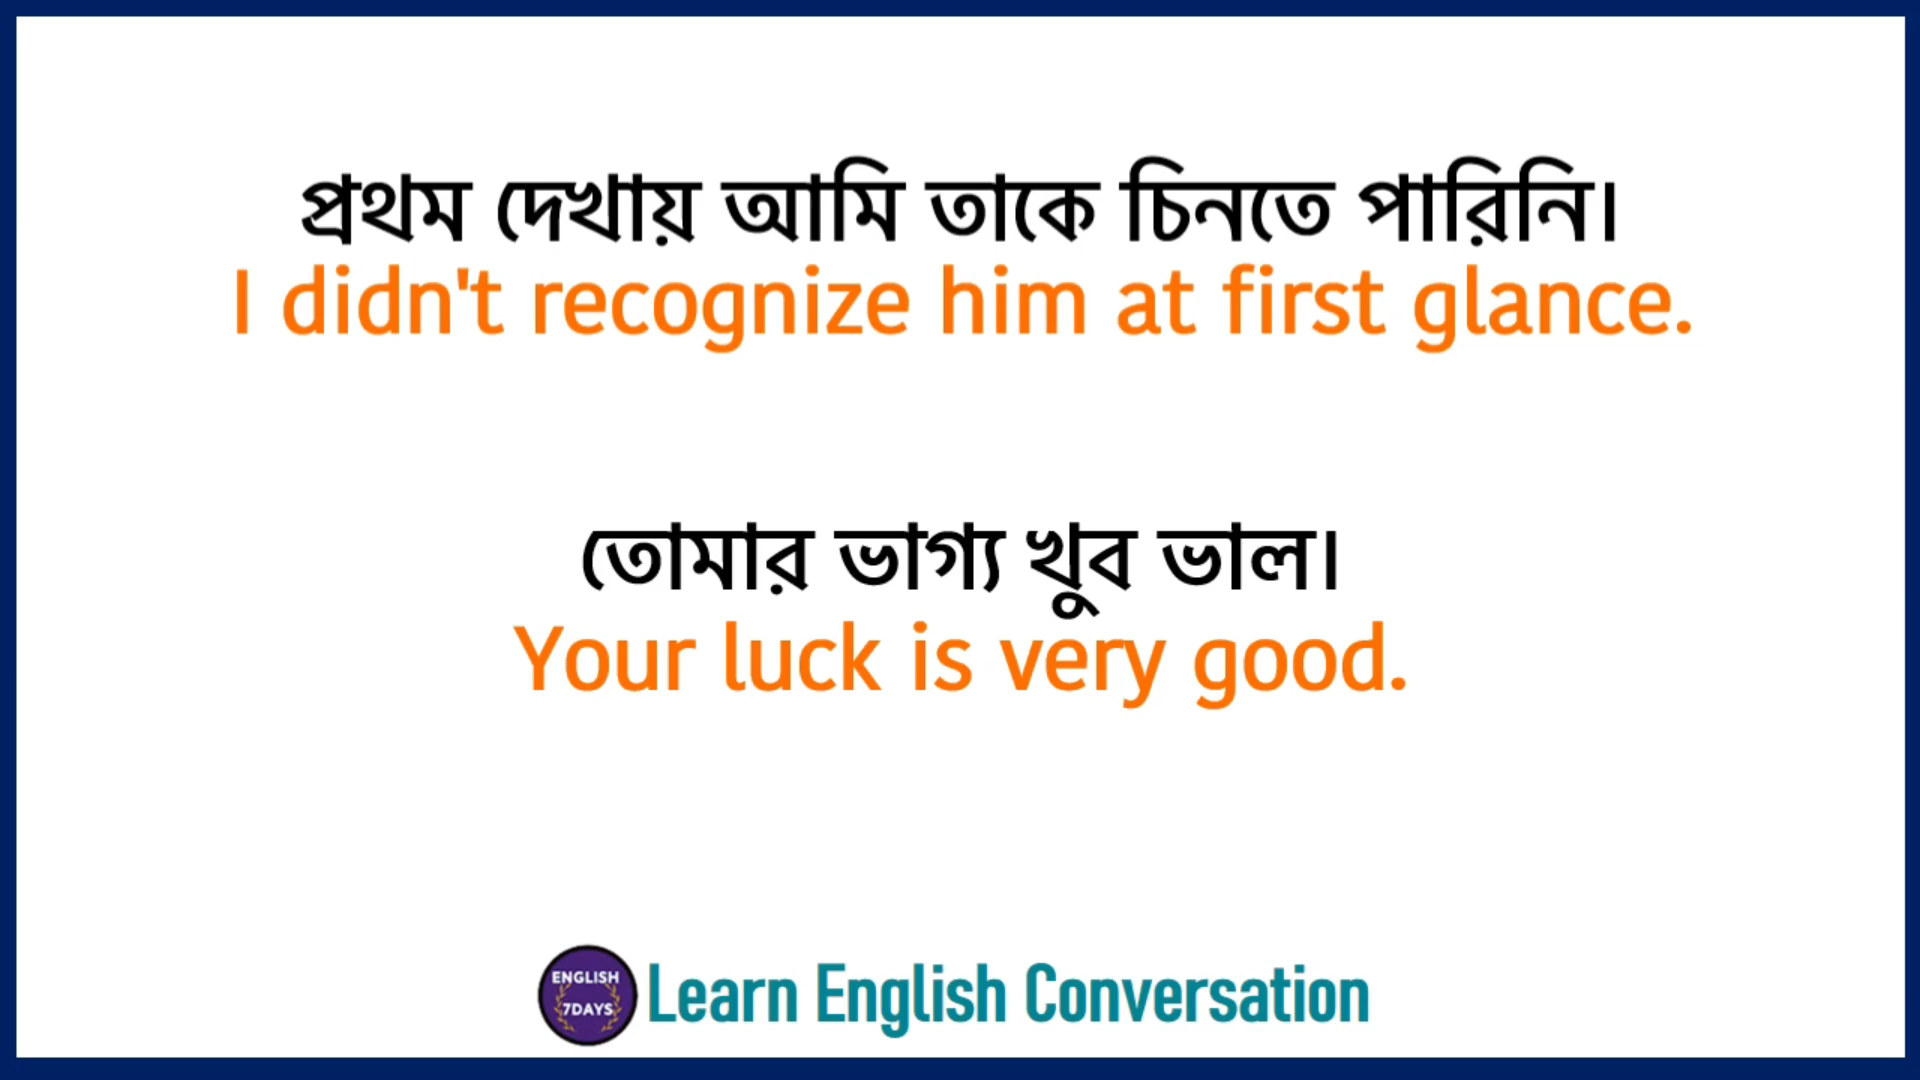 প্রথম দেখায় আমি তাকে চিনতে পারিনি।
I didn't recognize him at first glance.
তোমার ভাগ্য খুব ভাল।
Your luck is very good.
ENGLISH
7DAYS
Learn English Conversation